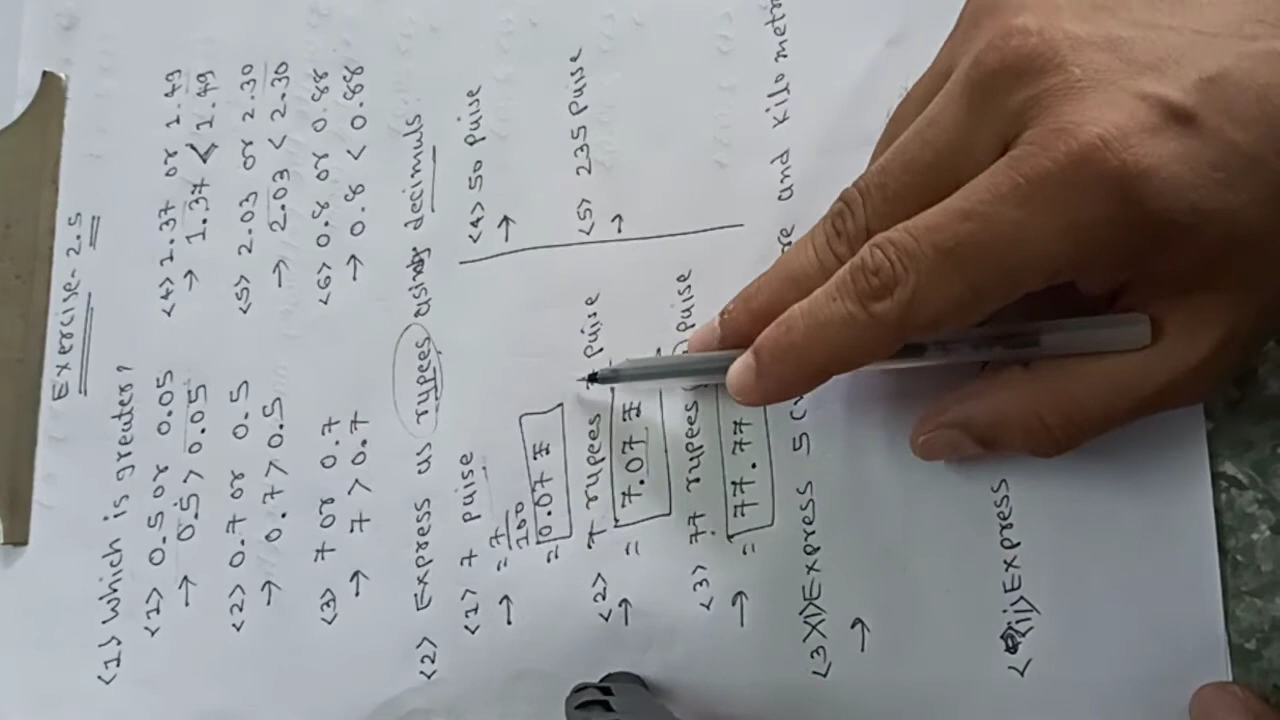 Exercise-2.5
<1> Which is greater?
<1> 0.5 or 0.05
→ 0.5 > 0.05
<2> 0.7 or 0.5
→ 0.7 > 0.5
<3> 7 or 0.7
→ 7 > 0.7
<4> 1.37 or 1.49
→ 1.37 < 1.49
<5> 2.03 or 2.30
→ 2.03 < 2.30
<6> 0.8 or 0.88
→ 0.8 < 0.88
<2> Express as rupees using decimals.
<1> 7 paise
→ = 7/100
= 0.07 ₹
<2> 7 rupees 7 paise
→ = 7.07 ₹
<3> 77 rupees paise
→ = 77.77
<4> 50 paise
→
<5> 235 paise
→
<3> <i> Express 5 and kilometr
→
<ii> Express